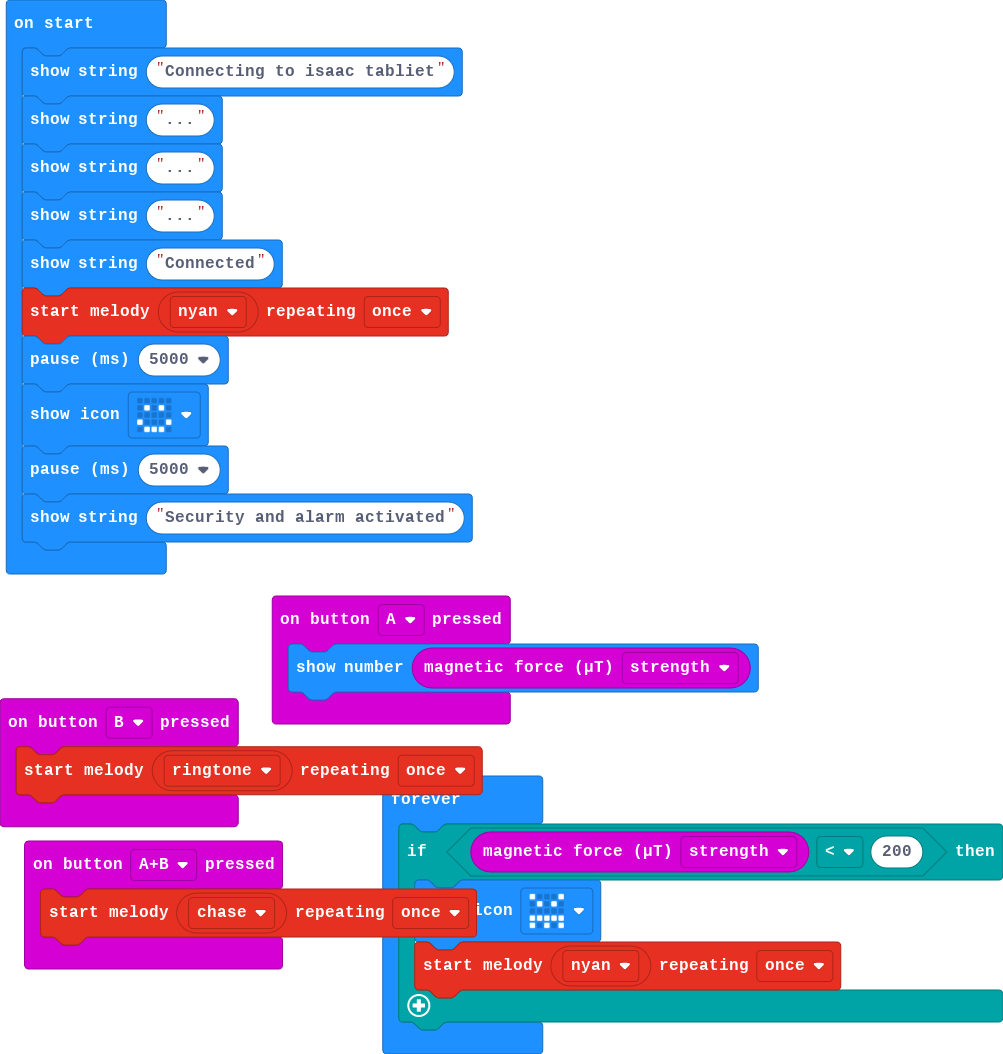 on start
show string "Connecting to isaac tabliet"
show string "..."
show string "..."
show string "..."
show string "Connected"
start melody nyan repeating once
pause (ms) 5000
show icon
pause (ms) 5000
show string "Security and alarm activated"
on button A pressed
show number magnetic force (µT) strength
on button B pressed
start melody ringtone repeating once
forever
if magnetic force (µT) strength < 200 then
on button A+B pressed
start melody chase repeating once
icon
start melody nyan repeating once